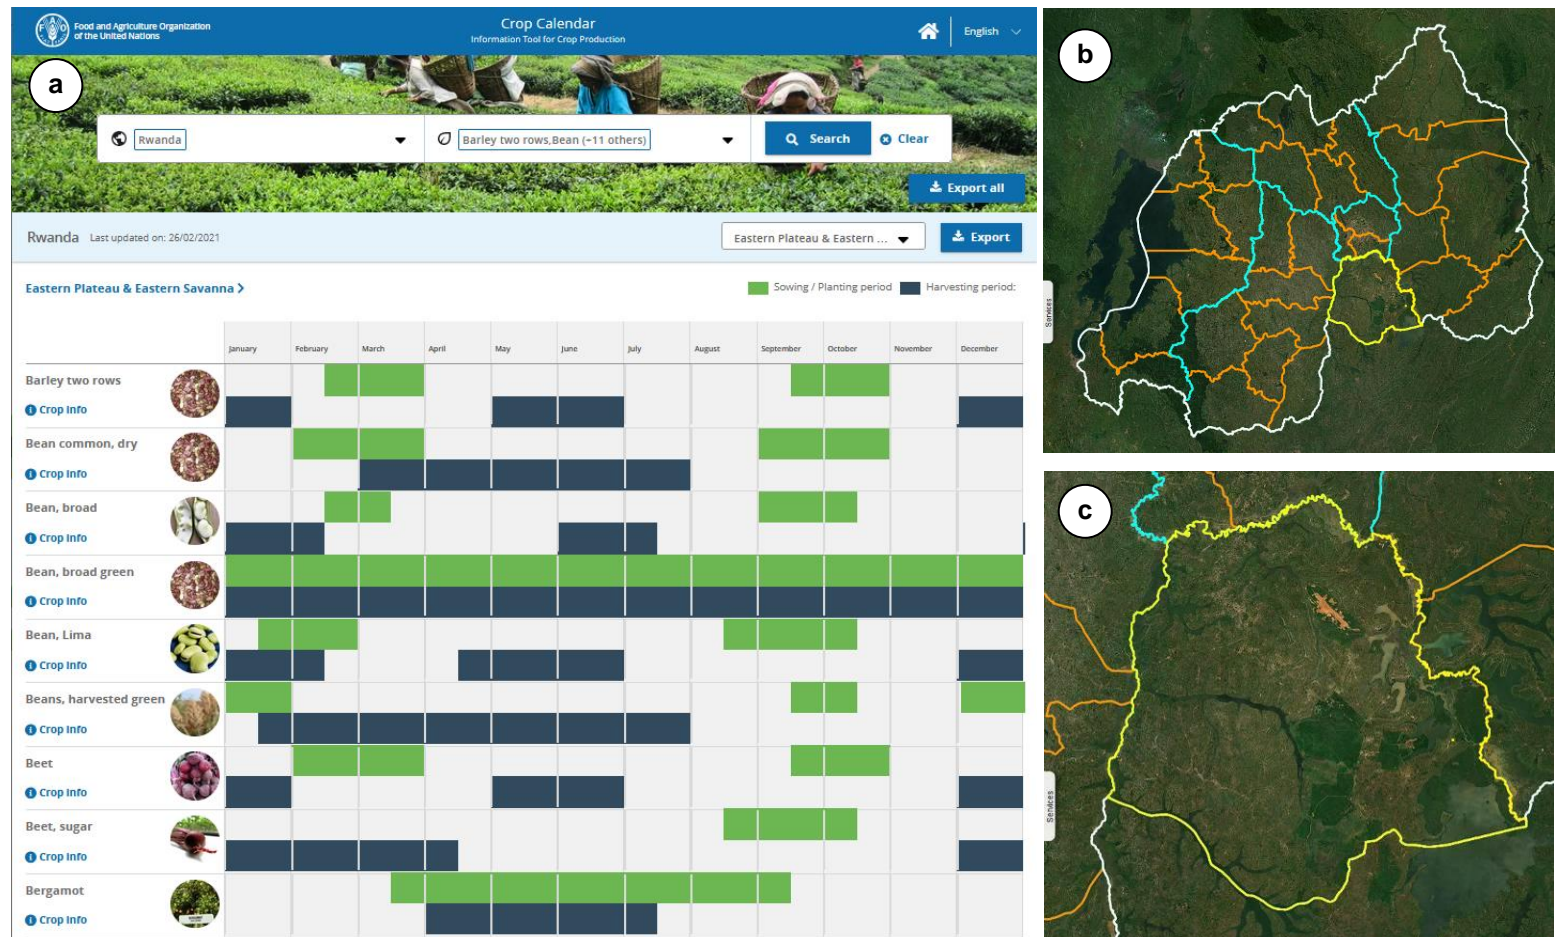 Food and Agriculture Organization
of the United Nations
Crop Calendar
Information Tool for Crop Production
English
a
Rwanda
Barley two rows,Bean (+11 others)
Search
Clear
Export all
Rwanda Last updated on: 26/02/2021
Eastern Plateau & Eastern ...
Export
Eastern Plateau & Eastern Savanna
Sowing / Planting period
Harvesting period:
January February March April May June July August September October November December
Barley two rows
Crop Info
Bean common, dry
Crop Info
Bean, broad
Crop Info
Bean, broad green
Crop Info
Bean, Lima
Crop Info
Beans, harvested green
Crop Info
Beet
Crop Info
Beet, sugar
Crop Info
Bergamot
Crop Info
b
Services
c
Services